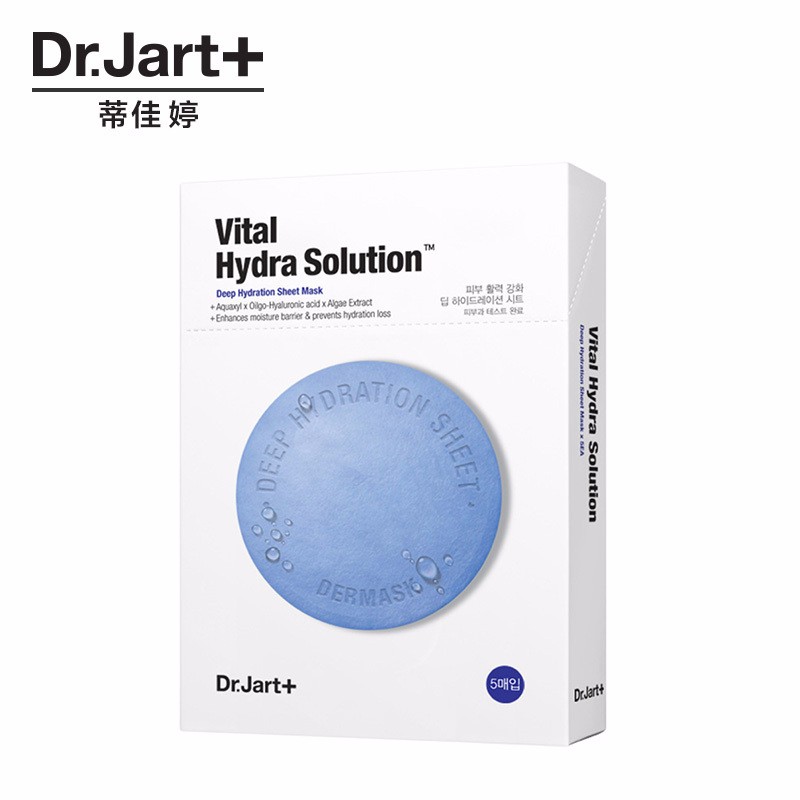 Dr.Jart+
蒂佳婷
Vital
Hydra Solution™
Deep Hydration Sheet Mask
+ Aquaxyl x Oilgo-Hyaluronic acid x Algae Extract
+ Enhances moisture barrier & prevents hydration loss
피부 활력 강화
딥 하이드레이션 시트
피부과 테스트 완료
DEEP HYDRATION SHEET
DERMASK
Dr.Jart+
5매입
Vital Hydra Solution
Deep Hydration Sheet Mask x 5EA
Dr.Jart+